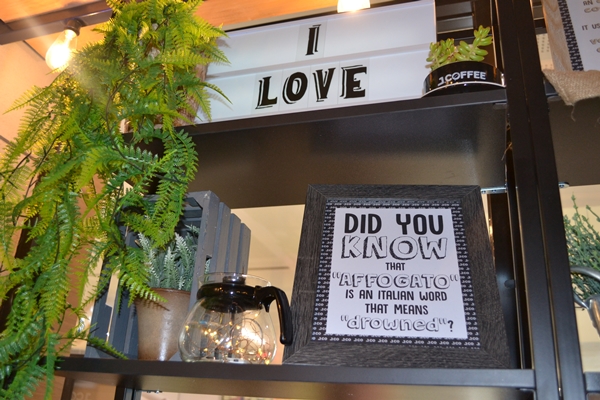 I
LOVE
COFFEE
DID YOU
KNOW
THAT
"AFFOGATO"
IS AN ITALIAN WORD
THAT MEANS
"drowned"?